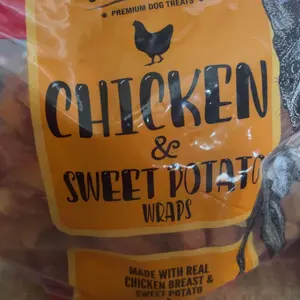 • PREMIUM DOG TREATS •
CHICKEN
&
SWEET POTATO
WRAPS
MADE WITH REAL
CHICKEN BREAST &
SWEET POTATO